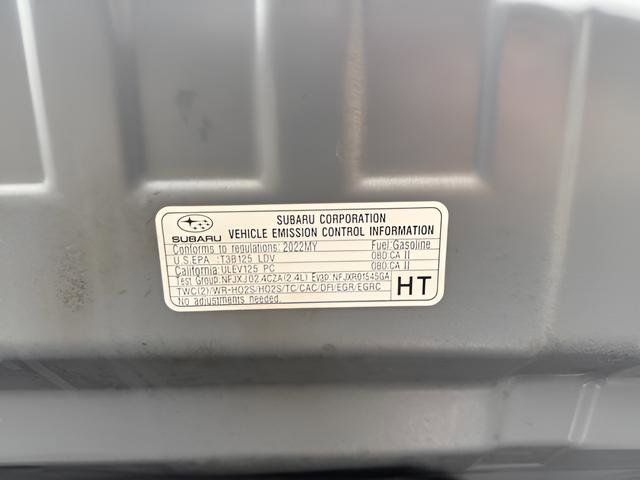 SUBARU CORPORATION
VEHICLE EMISSION CONTROL INFORMATION
SUBARU
Conforms to regulations: 2022MY Fuel:Gasoline
U.S.EPA :T3B125 LDV OBD:CA II
California:ULEV125 PC OBD:CA II
Test Group:NFJXJ02.4CZA(2.4L) Evap.:NFJXR0154SGA
TWC(2)/WR-HO2S/HO2S/TC/CAC/DFI/EGR/EGRC
No adjustments needed.
HT